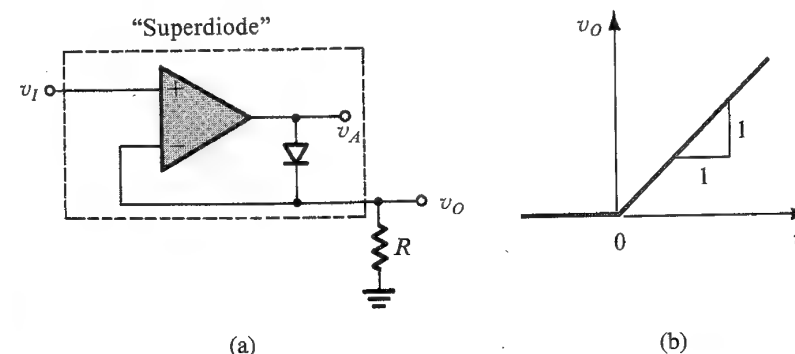 “Superdiode”
v_I
+
−
v_A
v_O
R
(a)
v_O
1
1
0
(b)